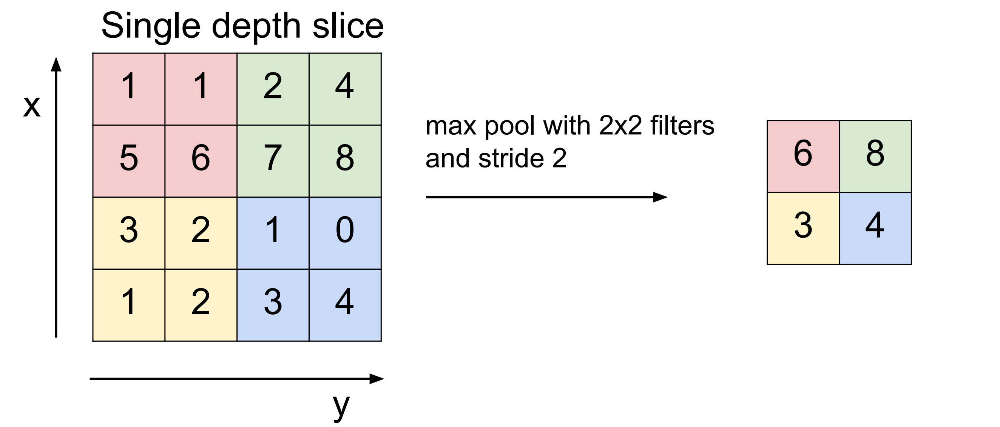 Single depth slice
x
1 1 2 4
5 6 7 8
3 2 1 0
1 2 3 4
y
max pool with 2x2 filters
and stride 2
6 8
3 4